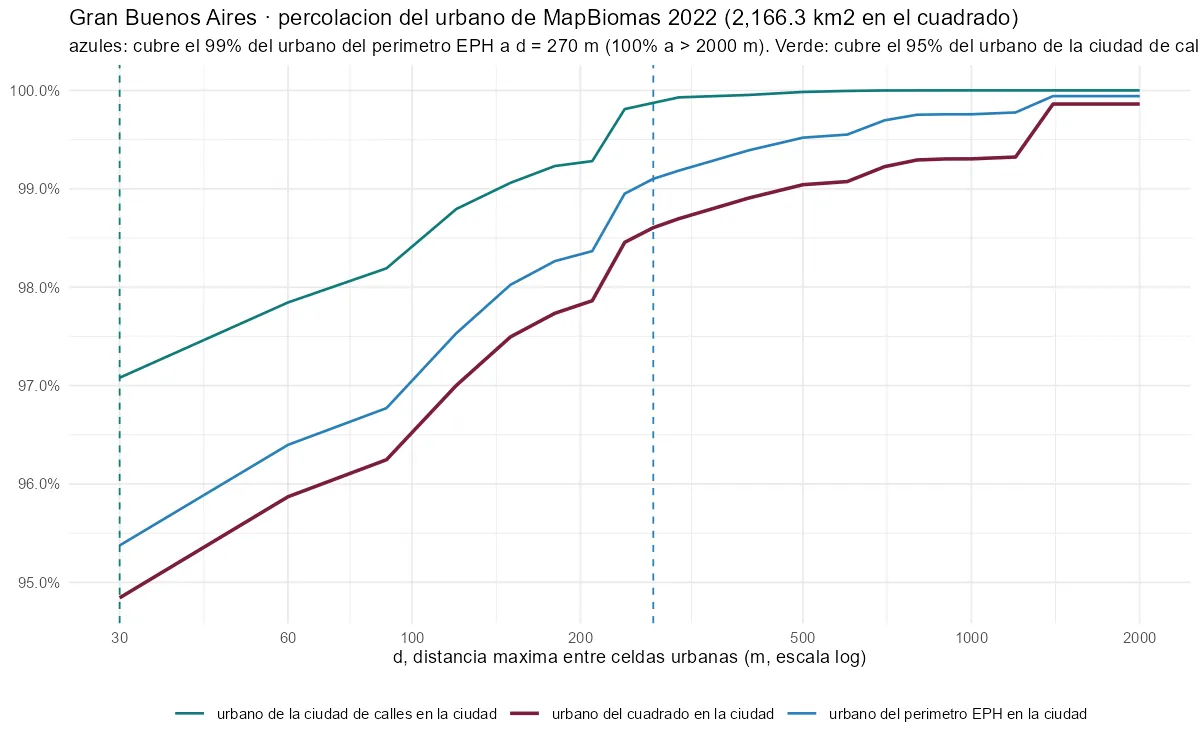 Gran Buenos Aires · percolacion del urbano de MapBiomas 2022 (2,166.3 km2 en el cuadrado)
azules: cubre el 99% del urbano del perimetro EPH a d = 270 m (100% a > 2000 m). Verde: cubre el 95% del urbano de la ciudad de cal
100.0%
99.0%
98.0%
97.0%
96.0%
95.0%
30 60 100 200 500 1000 2000
d, distancia maxima entre celdas urbanas (m, escala log)
urbano de la ciudad de calles en la ciudad urbano del cuadrado en la ciudad urbano del perimetro EPH en la ciudad